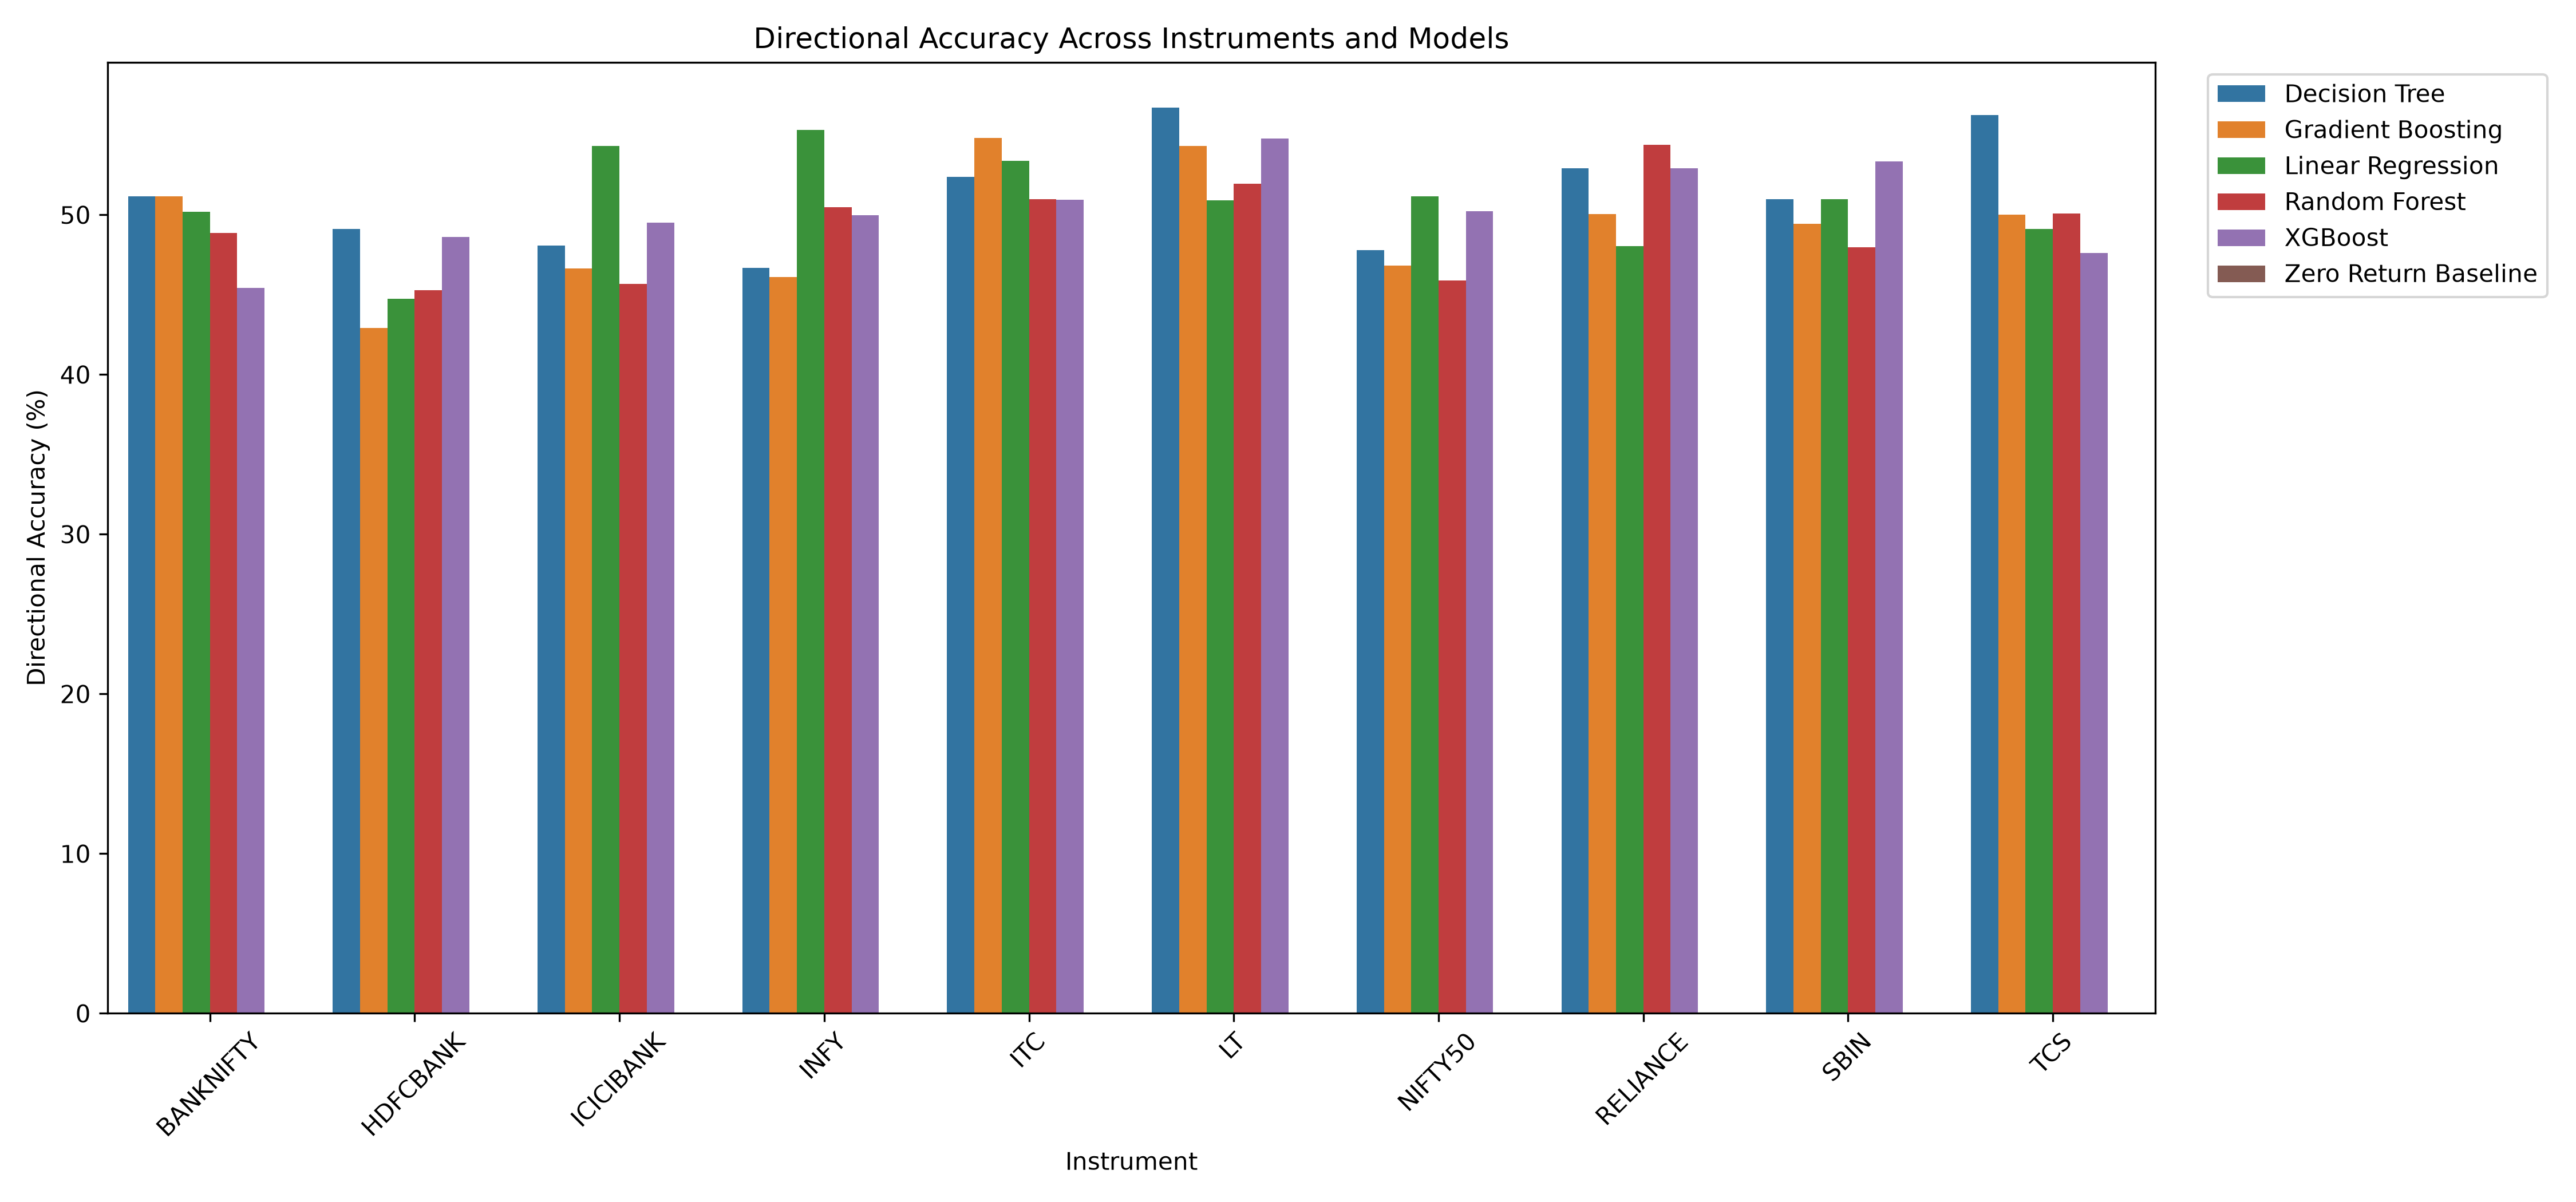 Directional Accuracy Across Instruments and Models
Directional Accuracy (%)
50
40
30
20
10
0
BANKNIFTY
HDFCBANK
ICICIBANK
INFY
ITC
LT
NIFTY50
RELIANCE
SBIN
TCS
Instrument
Decision Tree
Gradient Boosting
Linear Regression
Random Forest
XGBoost
Zero Return Baseline